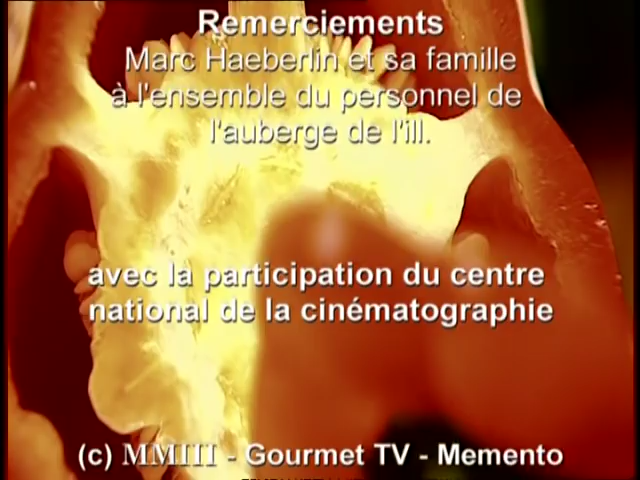 Remerciements
Marc Haeberlin et sa famille
à l'ensemble du personnel de
l'auberge de l'ill.
avec la participation du centre
national de la cinématographie
(c) MMIII - Gourmet TV - Memento